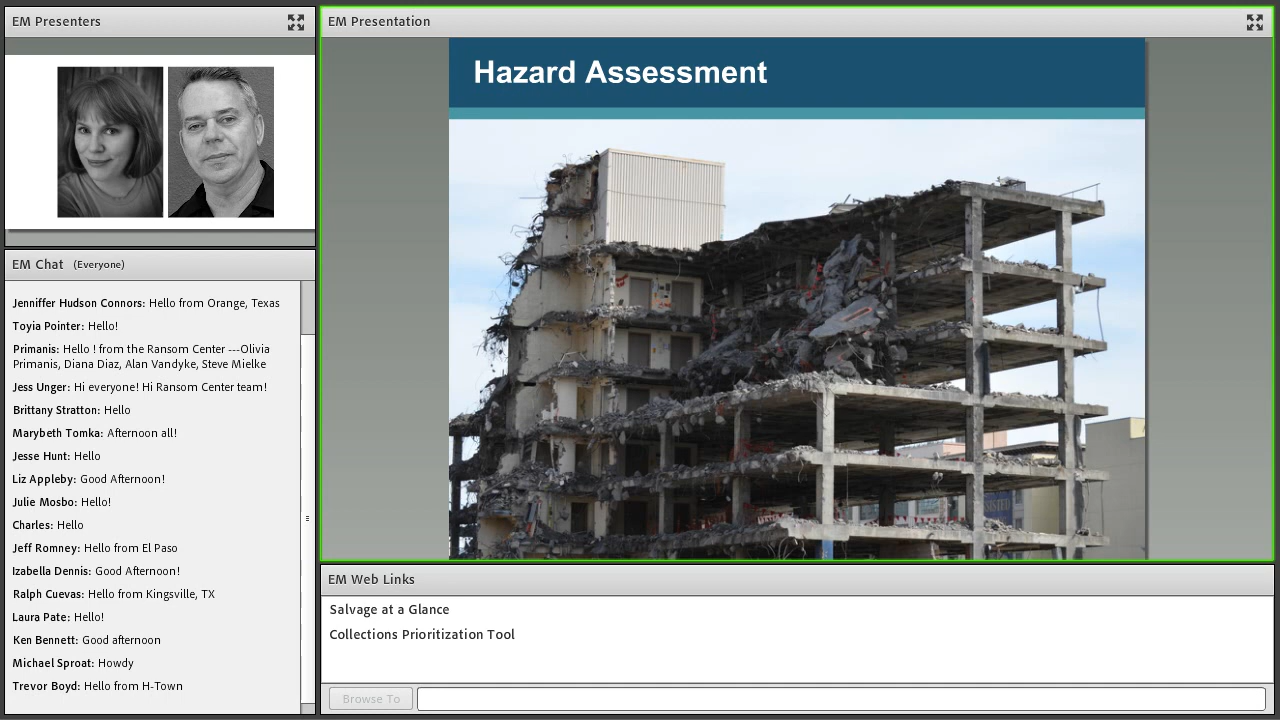 EM Presenters
EM Chat (Everyone)
Jenniffer Hudson Connors: Hello from Orange, Texas
Toyia Pointer: Hello!
Primanis: Hello ! from the Ransom Center ---Olivia
Primanis, Diana Diaz, Alan Vandyke, Steve Mielke
Jess Unger: Hi everyone! Hi Ransom Center team!
Brittany Stratton: Hello
Marybeth Tomka: Afternoon all!
Jesse Hunt: Hello
Liz Appleby: Good Afternoon!
Julie Mosbo: Hello!
Charles: Hello
Jeff Romney: Hello from El Paso
Izabella Dennis: Good Afternoon!
Ralph Cuevas: Hello from Kingsville, TX
Laura Pate: Hello!
Ken Bennett: Good afternoon
Michael Sproat: Howdy
Trevor Boyd: Hello from H-Town
EM Presentation
Hazard Assessment
EM Web Links
Salvage at a Glance
Collections Prioritization Tool
Browse To